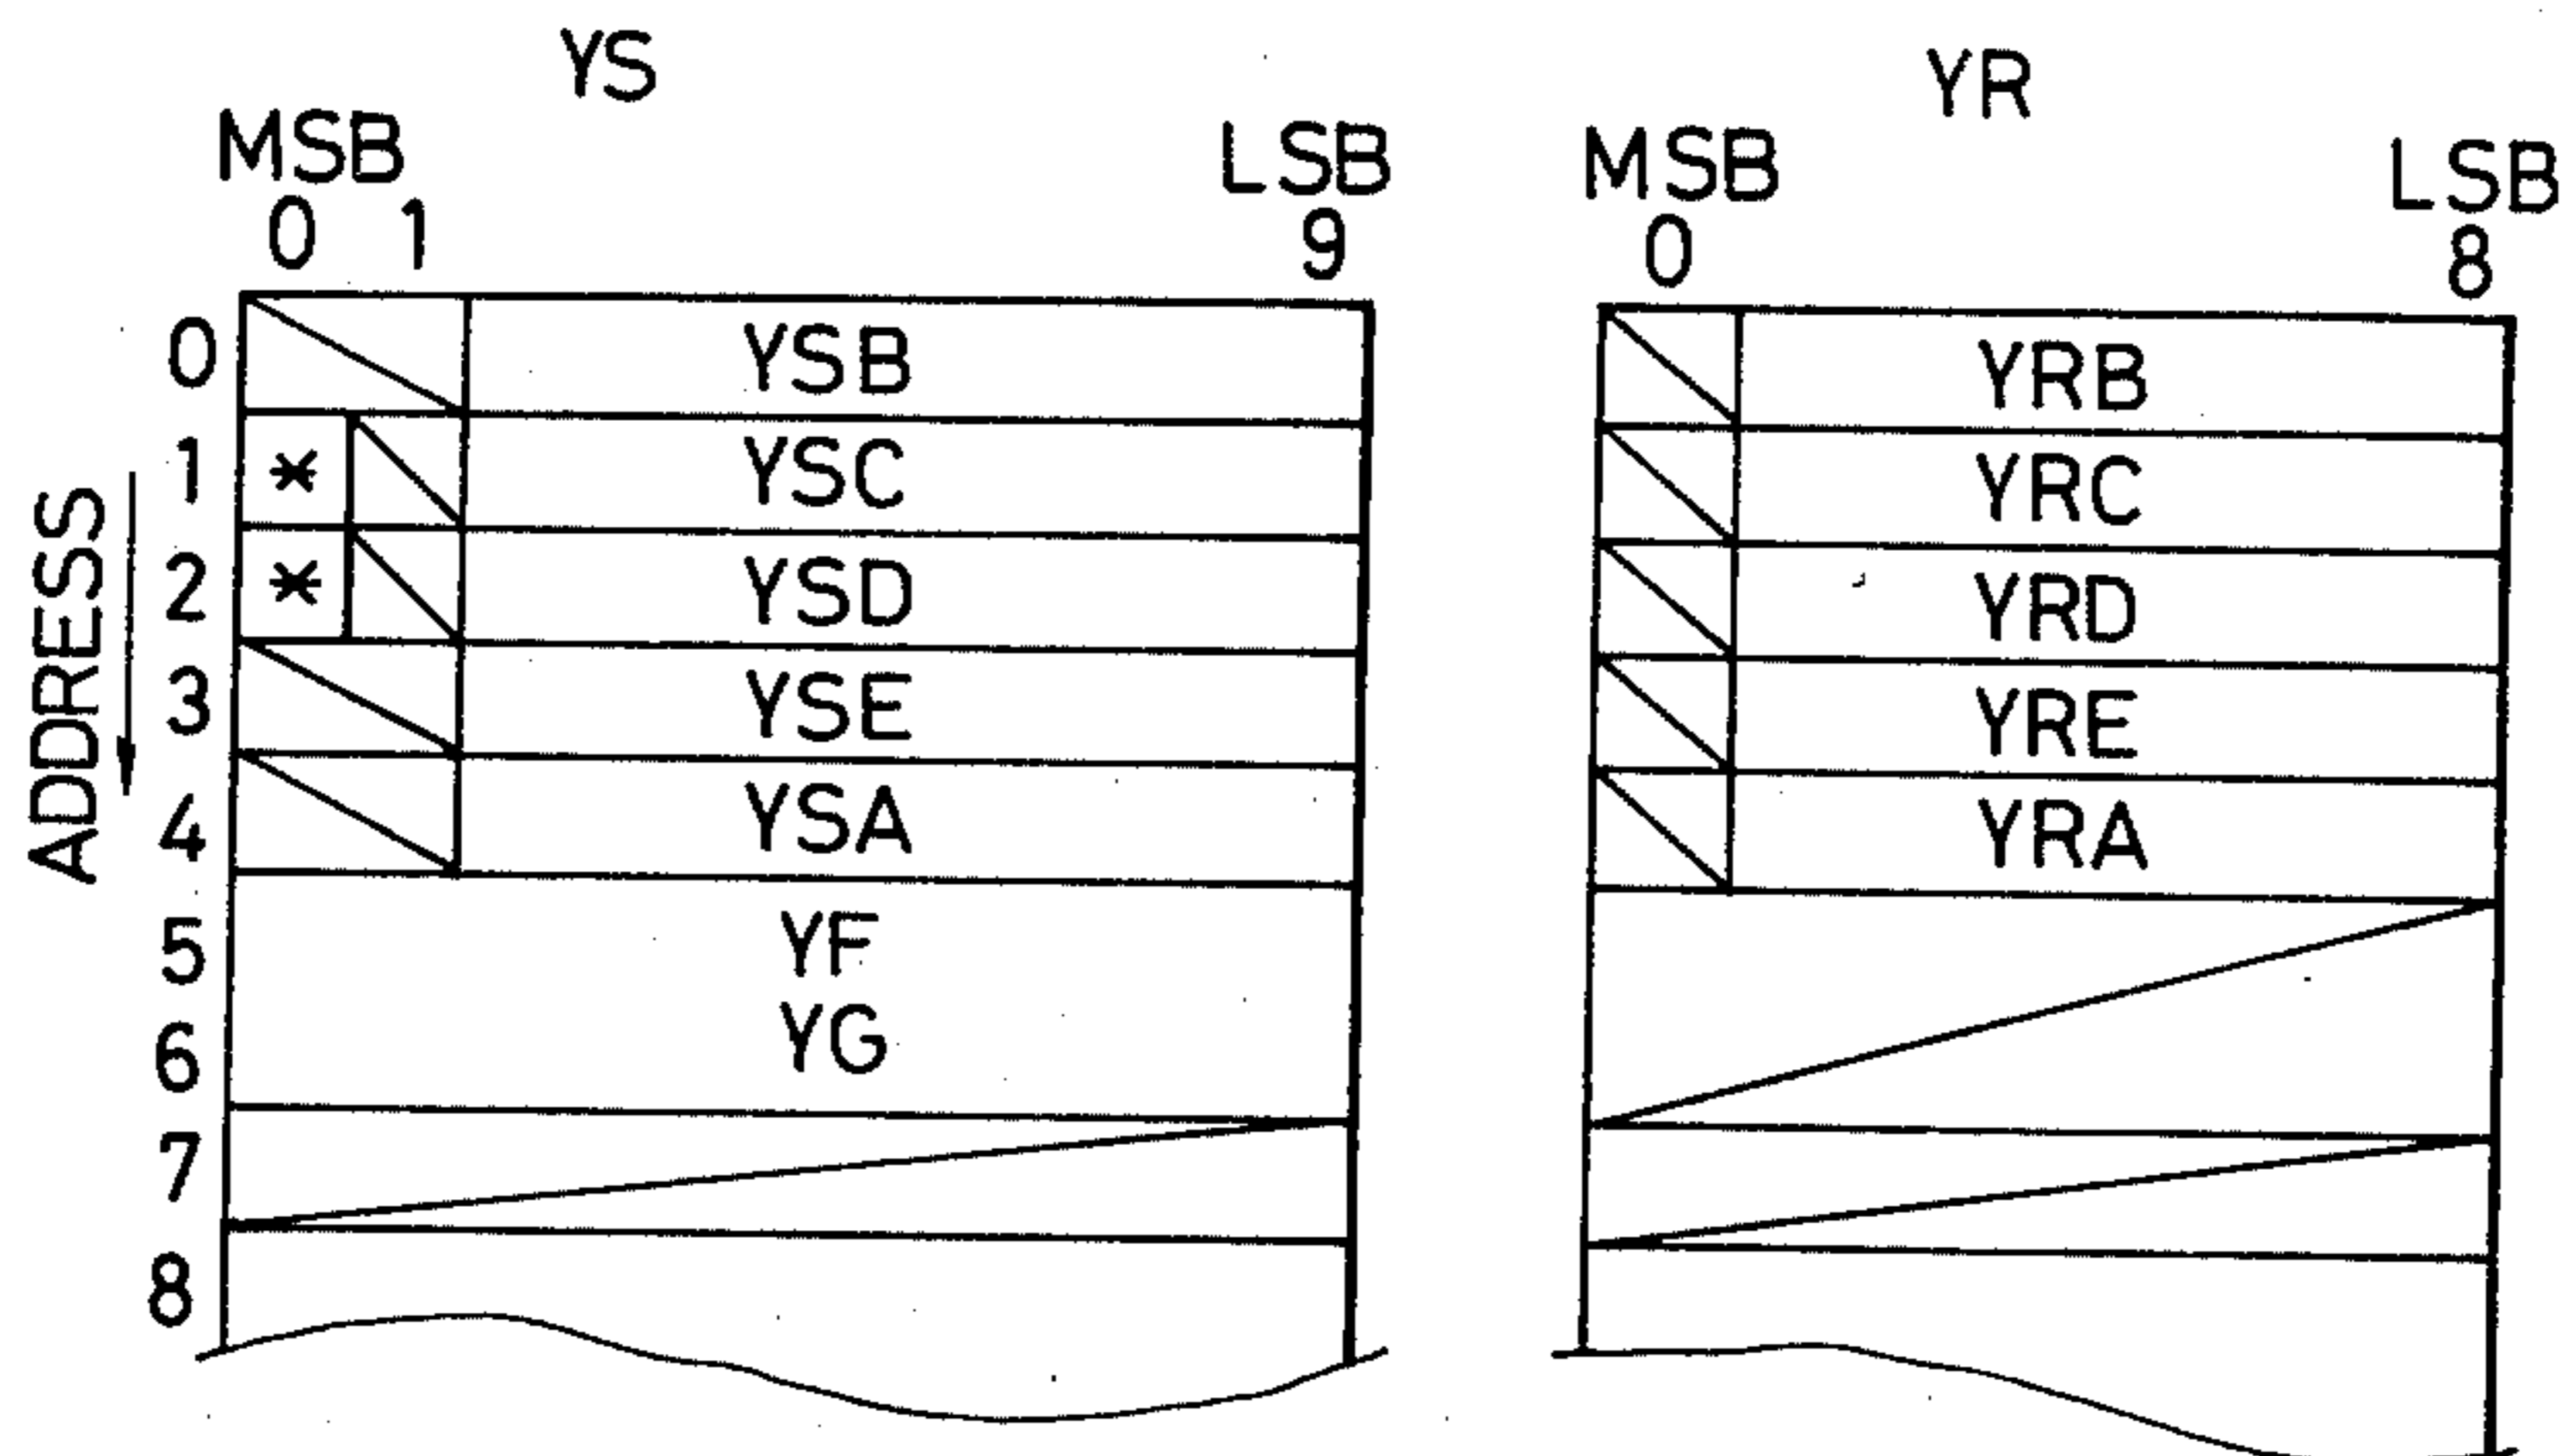 YS
MSB LSB
0 1 9
0 YSB
1 * YSC
2 * YSD
3 YSE
4 YSA
5 YF
6 YG
7
8
ADDRESS
YR
MSB LSB
0 8
YRB
YRC
YRD
YRE
YRA